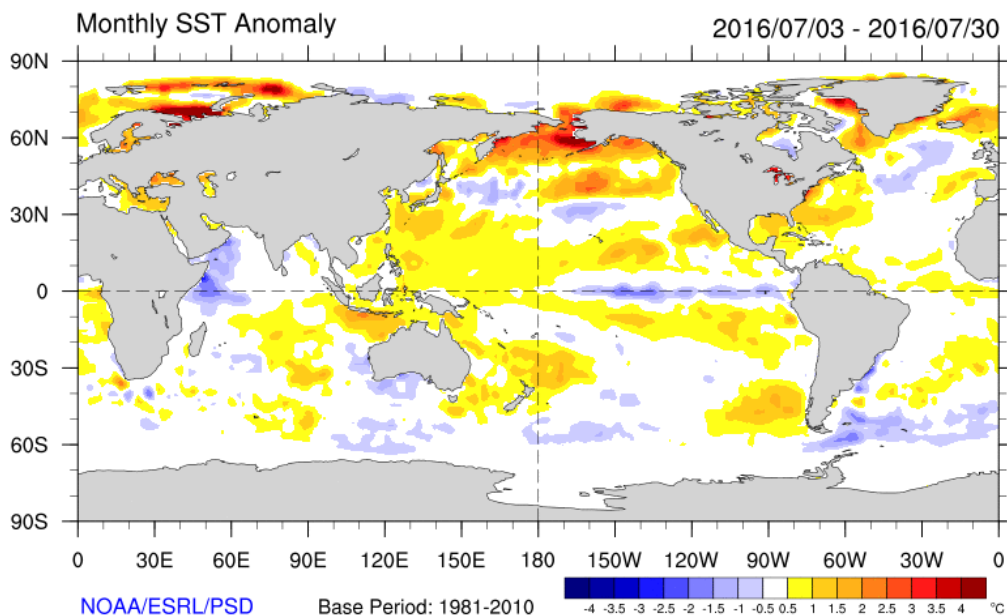 Monthly SST Anomaly 2016/07/03 - 2016/07/30
90N
60N
30N
0
30S
60S
90S
0 30E 60E 90E 120E 150E 180 150W 120W 90W 60W 30W 0
NOAA/ESRL/PSD Base Period: 1981-2010
-4 -3.5 -3 -2.5 -2 -1.5 -1 -0.5 0.5 1 1.5 2 2.5 3 3.5 4 °C